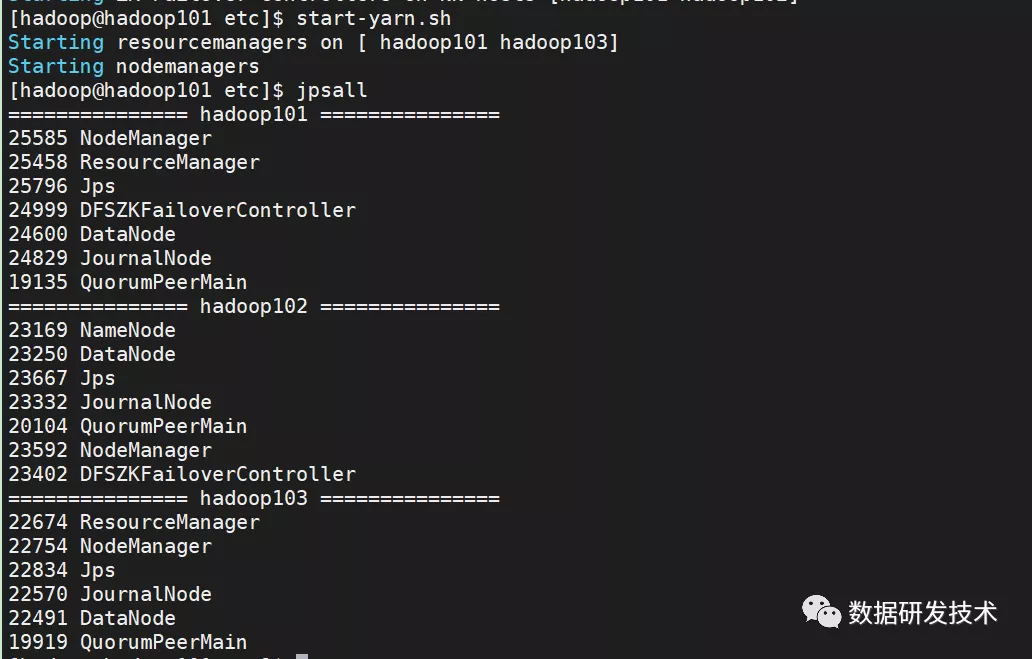 [hadoop@hadoop101 etc]$ start-yarn.sh
Starting resourcemanagers on [ hadoop101 hadoop103]
Starting nodemanagers
[hadoop@hadoop101 etc]$ jpsall
=============== hadoop101 ===============
25585 NodeManager
25458 ResourceManager
25796 Jps
24999 DFSZKFailoverController
24600 DataNode
24829 JournalNode
19135 QuorumPeerMain
=============== hadoop102 ===============
23169 NameNode
23250 DataNode
23667 Jps
23332 JournalNode
20104 QuorumPeerMain
23592 NodeManager
23402 DFSZKFailoverController
=============== hadoop103 ===============
22674 ResourceManager
22754 NodeManager
22834 Jps
22570 JournalNode
22491 DataNode
19919 QuorumPeerMain
数据研发技术